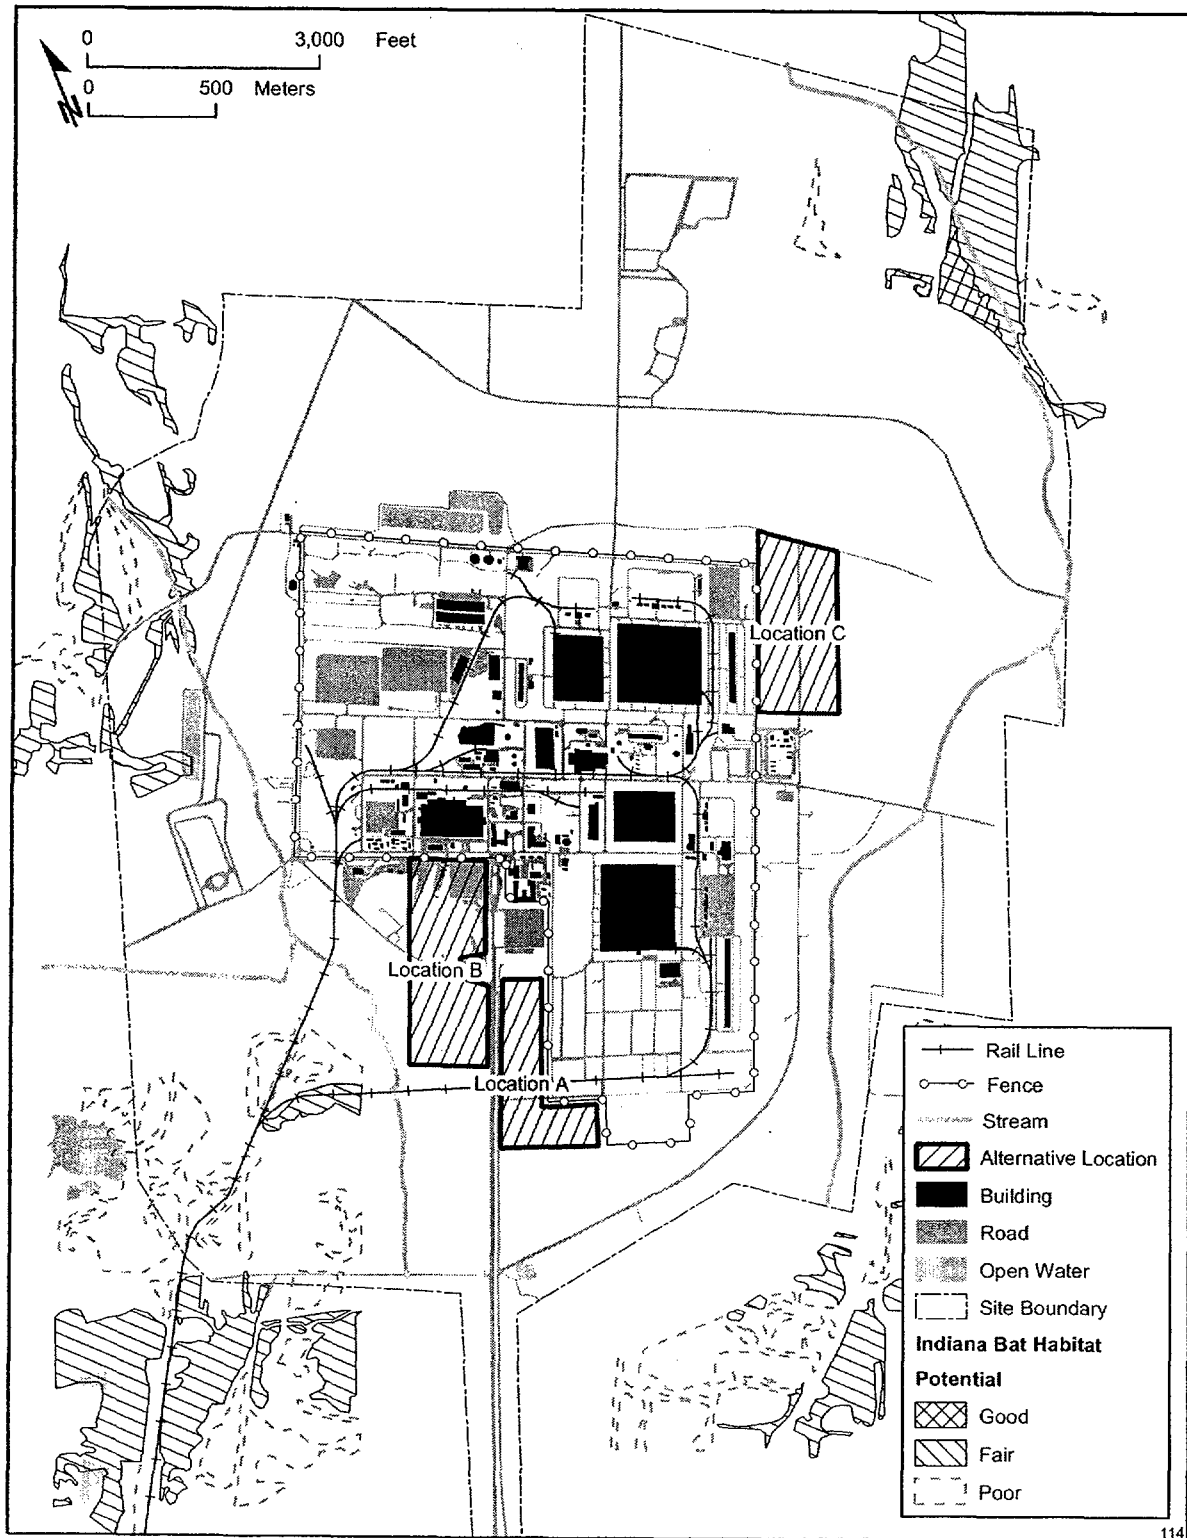 0 3,000 Feet
0 500 Meters
N
Location C
Location B
Location A
Rail Line
Fence
Stream
Alternative Location
Building
Road
Open Water
Site Boundary
Indiana Bat Habitat
Potential
Good
Fair
Poor
114